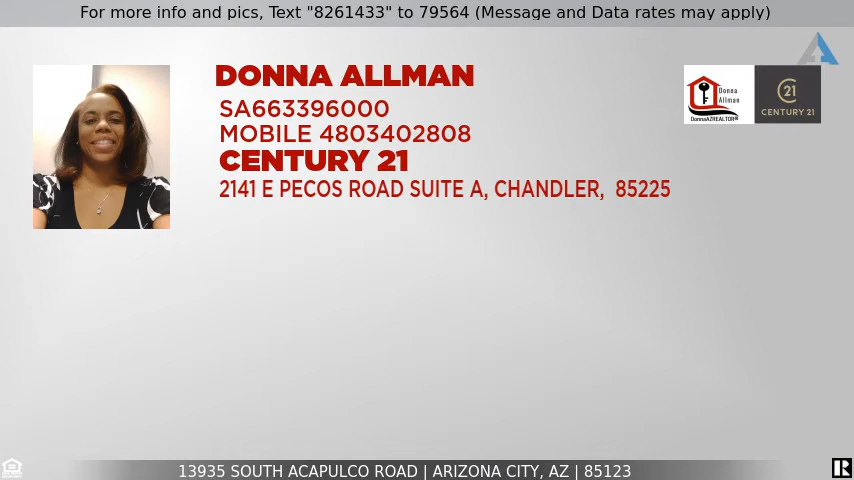 For more info and pics, Text "8261433" to 79564 (Message and Data rates may apply)
DONNA ALLMAN
SA663396000
MOBILE 4803402808
CENTURY 21
2141 E PECOS ROAD SUITE A, CHANDLER, 85225
Donna
Allman
DonnaAZREALTOR®
C21
CENTURY 21
13935 SOUTH ACAPULCO ROAD | ARIZONA CITY, AZ | 85123